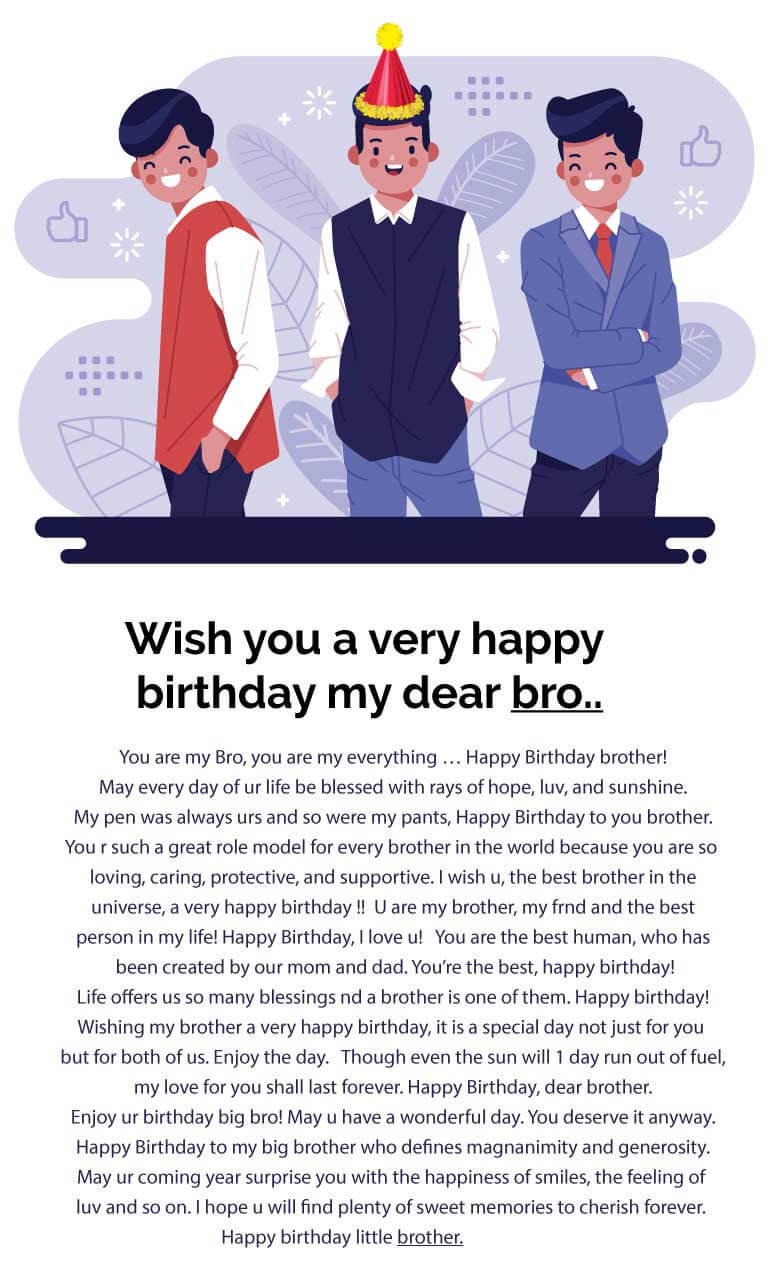 Wish you a very happy
birthday my dear bro..
You are my Bro, you are my everything … Happy Birthday brother!
May every day of ur life be blessed with rays of hope, luv, and sunshine.
My pen was always urs and so were my pants, Happy Birthday to you brother.
You r such a great role model for every brother in the world because you are so
loving, caring, protective, and supportive. I wish u, the best brother in the
universe, a very happy birthday !! U are my brother, my frnd and the best
person in my life! Happy Birthday, I love u! You are the best human, who has
been created by our mom and dad. You’re the best, happy birthday!
Life offers us so many blessings nd a brother is one of them. Happy birthday!
Wishing my brother a very happy birthday, it is a special day not just for you
but for both of us. Enjoy the day. Though even the sun will 1 day run out of fuel,
my love for you shall last forever. Happy Birthday, dear brother.
Enjoy ur birthday big bro! May u have a wonderful day. You deserve it anyway.
Happy Birthday to my big brother who defines magnanimity and generosity.
May ur coming year surprise you with the happiness of smiles, the feeling of
luv and so on. I hope u will find plenty of sweet memories to cherish forever.
Happy birthday little brother.